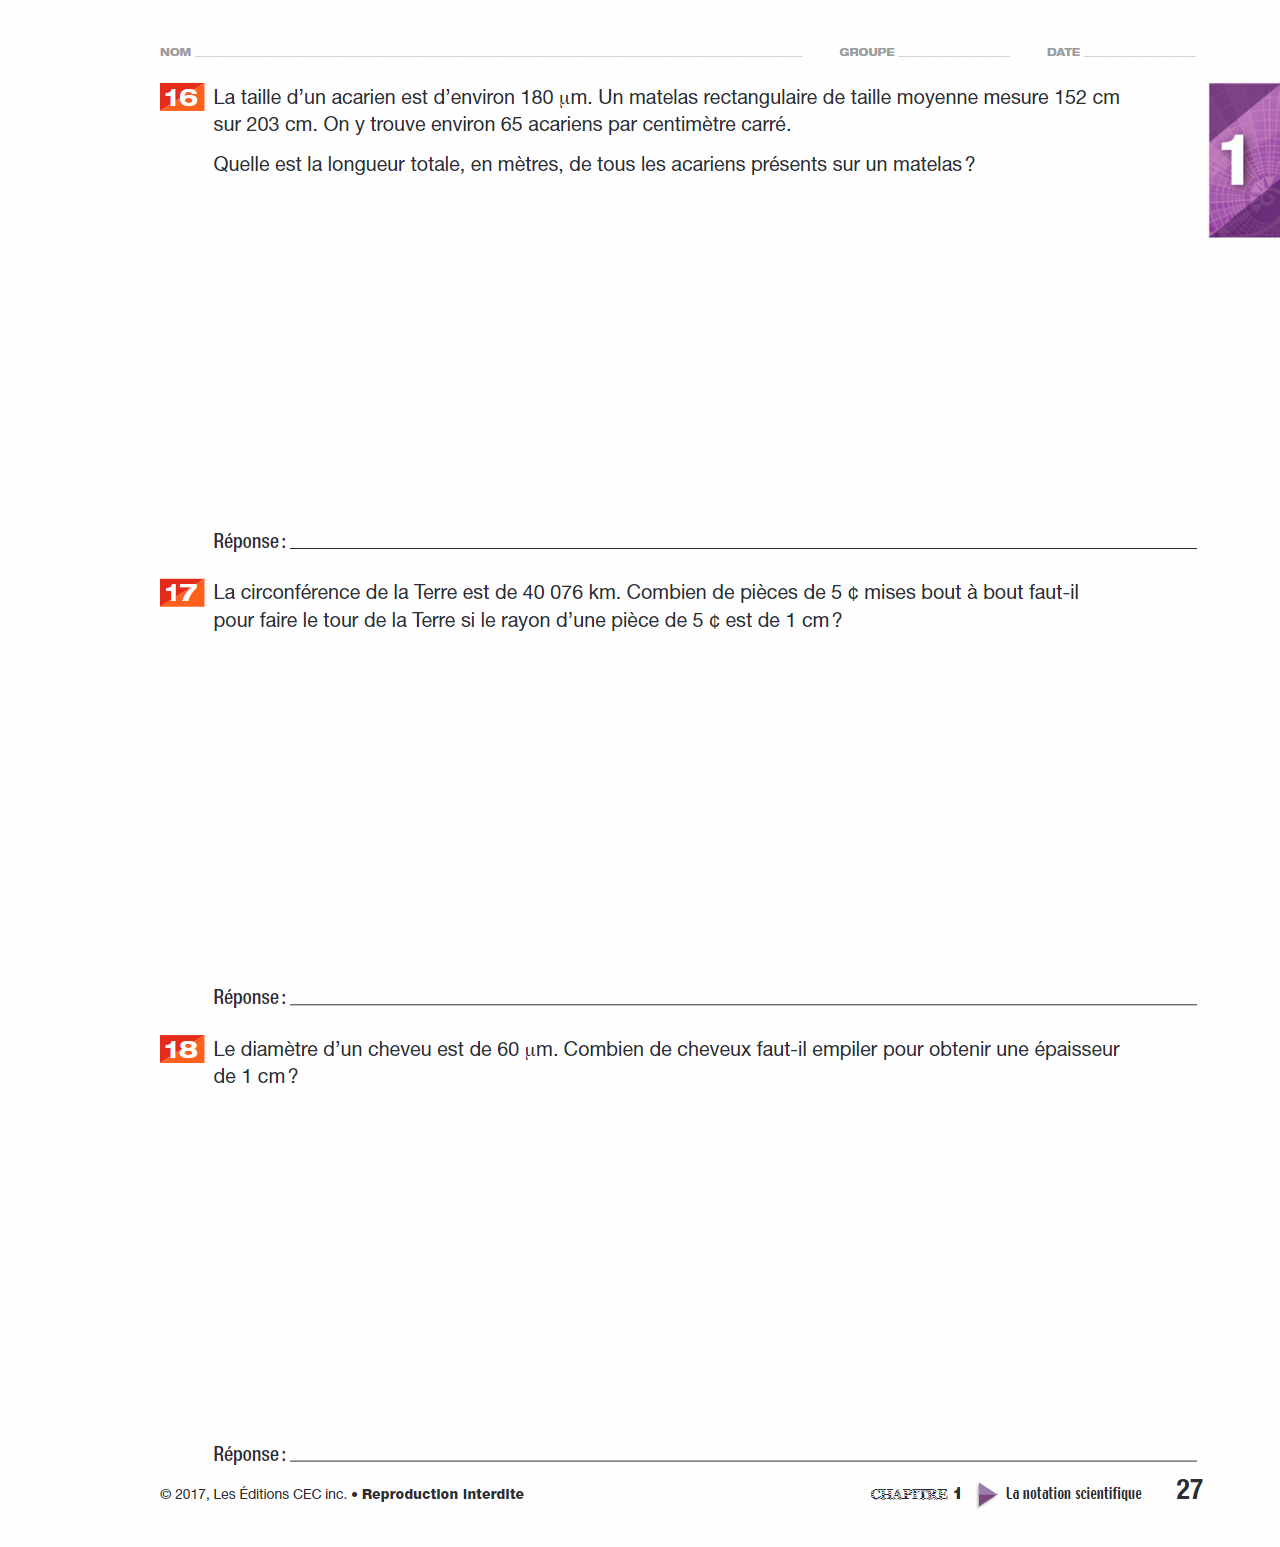 NOM GROUPE DATE
16 La taille d’un acarien est d’environ 180 µm. Un matelas rectangulaire de taille moyenne mesure 152 cm
sur 203 cm. On y trouve environ 65 acariens par centimètre carré.
Quelle est la longueur totale, en mètres, de tous les acariens présents sur un matelas ?
1
Réponse :
17 La circonférence de la Terre est de 40 076 km. Combien de pièces de 5 ¢ mises bout à bout faut-il
pour faire le tour de la Terre si le rayon d’une pièce de 5 ¢ est de 1 cm ?
Réponse :
18 Le diamètre d’un cheveu est de 60 µm. Combien de cheveux faut-il empiler pour obtenir une épaisseur
de 1 cm ?
Réponse :
© 2017, Les Éditions CEC inc. • Reproduction interdite CHAPITRE 1 La notation scientifique 27